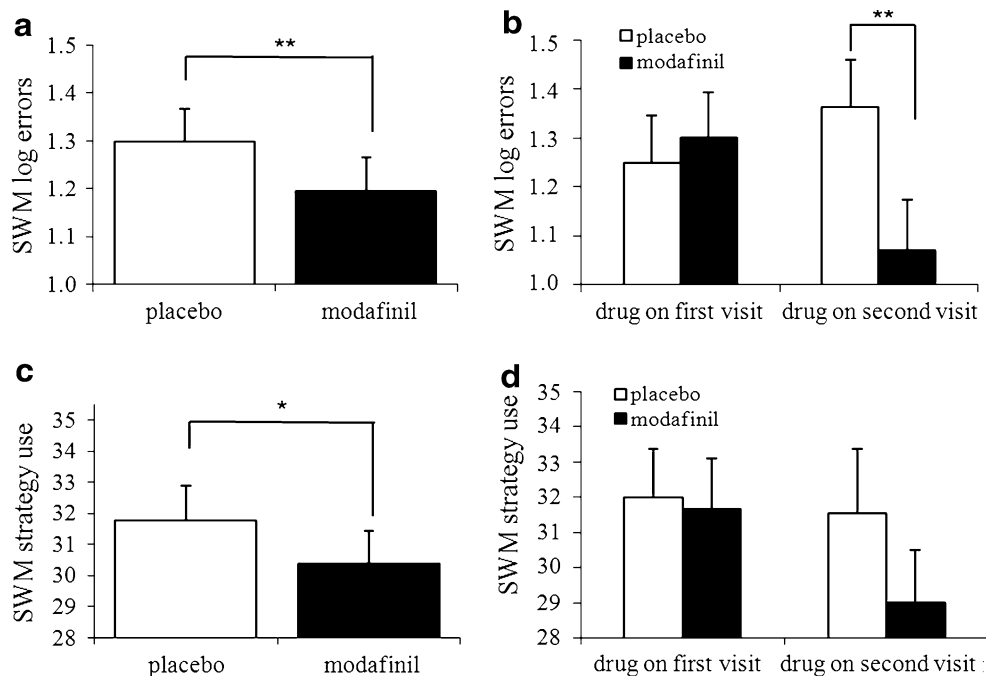 a
**
1.5
1.4
1.3
1.2
1.1
1.0
SWM log errors
placebo modafinil
b
**
placebo
modafinil
1.5
1.4
1.3
1.2
1.1
1.0
SWM log errors
drug on first visit drug on second visit
c
*
35
34
33
32
31
30
29
28
SWM strategy use
placebo modafinil
d
placebo
modafinil
35
34
33
32
31
30
29
28
SWM strategy use
drug on first visit drug on second visit